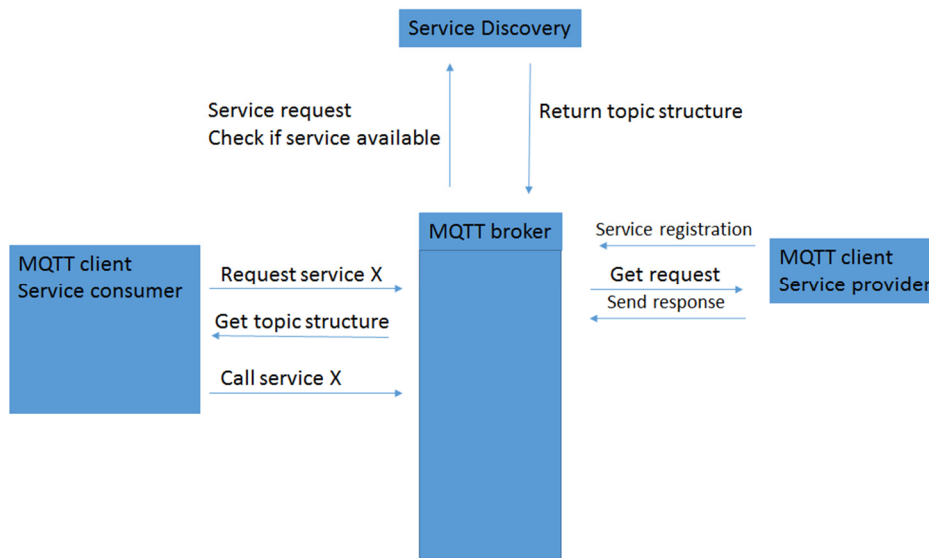 Service Discovery
Service request
Check if service available
Return topic structure
MQTT broker
Service registration
MQTT client
Service consumer
Request service X
Get topic structure
Call service X
Get request
Send response
MQTT client
Service provider